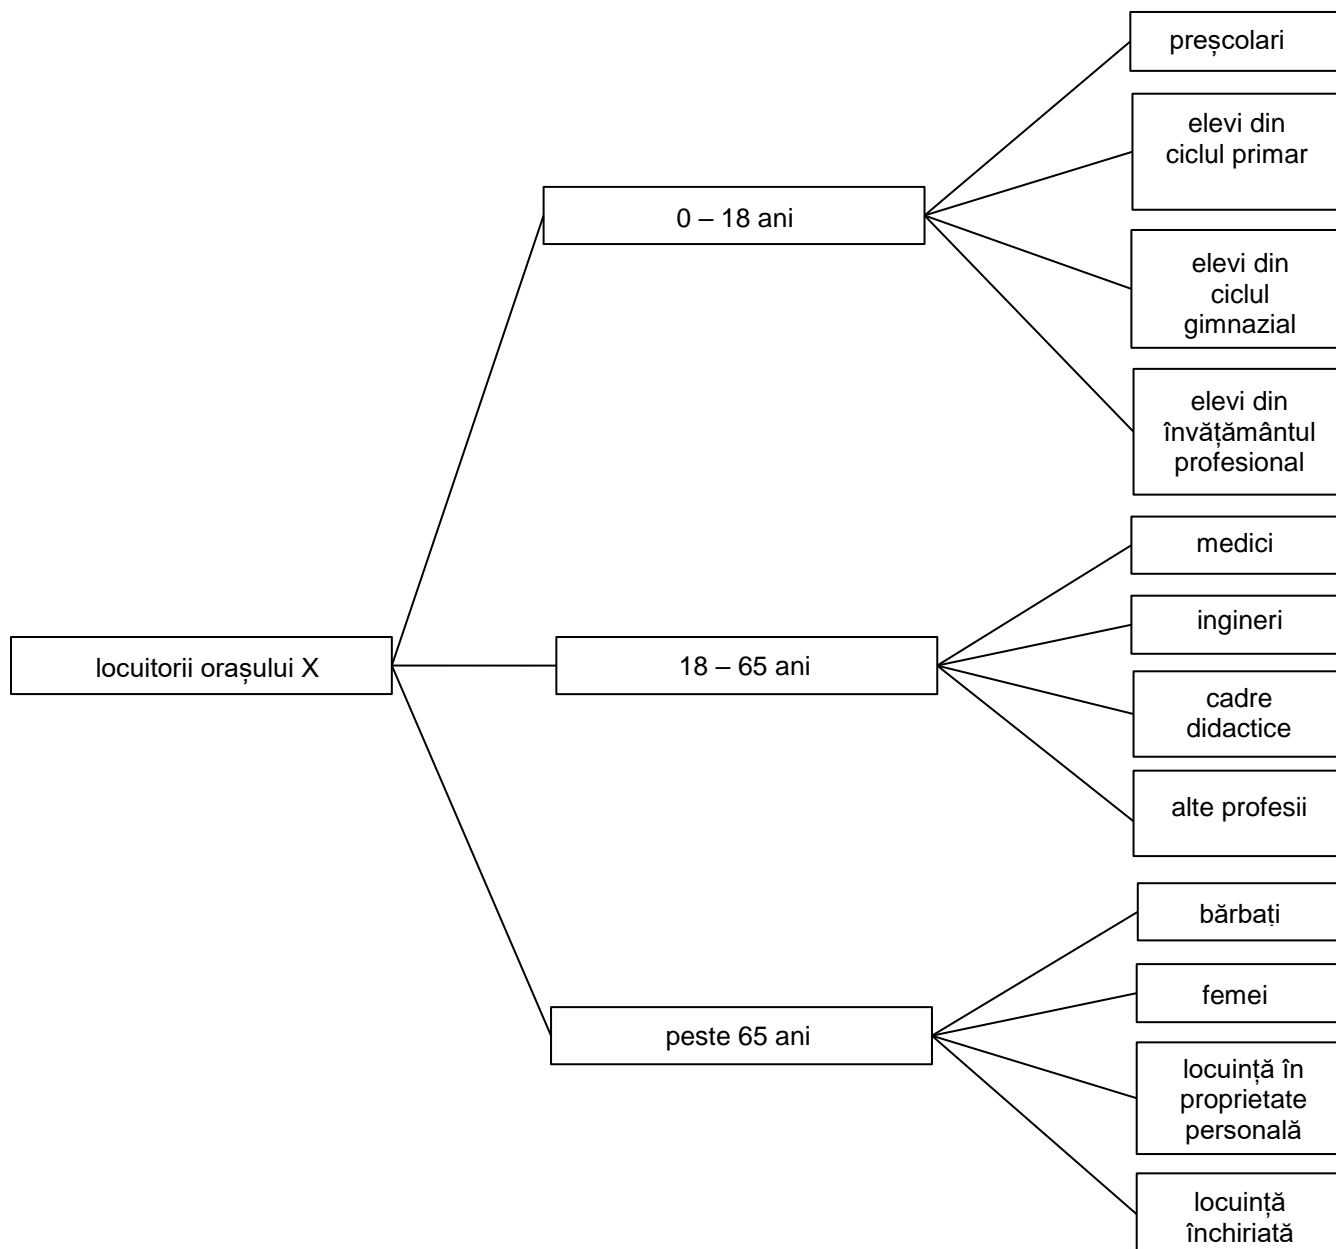 preșcolari
elevi din
ciclul primar
0 – 18 ani
elevi din
ciclul
gimnazial
elevi din
învățământul
profesional
medici
ingineri
locuitorii orașului X
18 – 65 ani
cadre
didactice
alte profesii
bărbați
femei
peste 65 ani
locuință în
proprietate
personală
locuință
închiriată